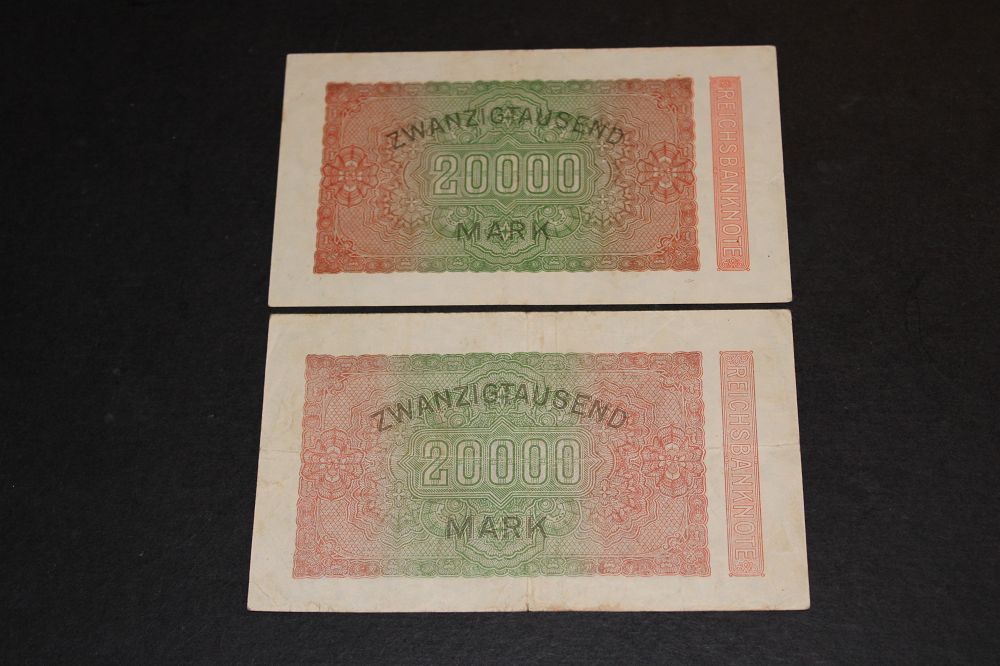 ZWANZIGTAUSEND
20000
MARK
REICHSBANKNOTE
ZWANZIGTAUSEND
20000
MARK
REICHSBANKNOTE